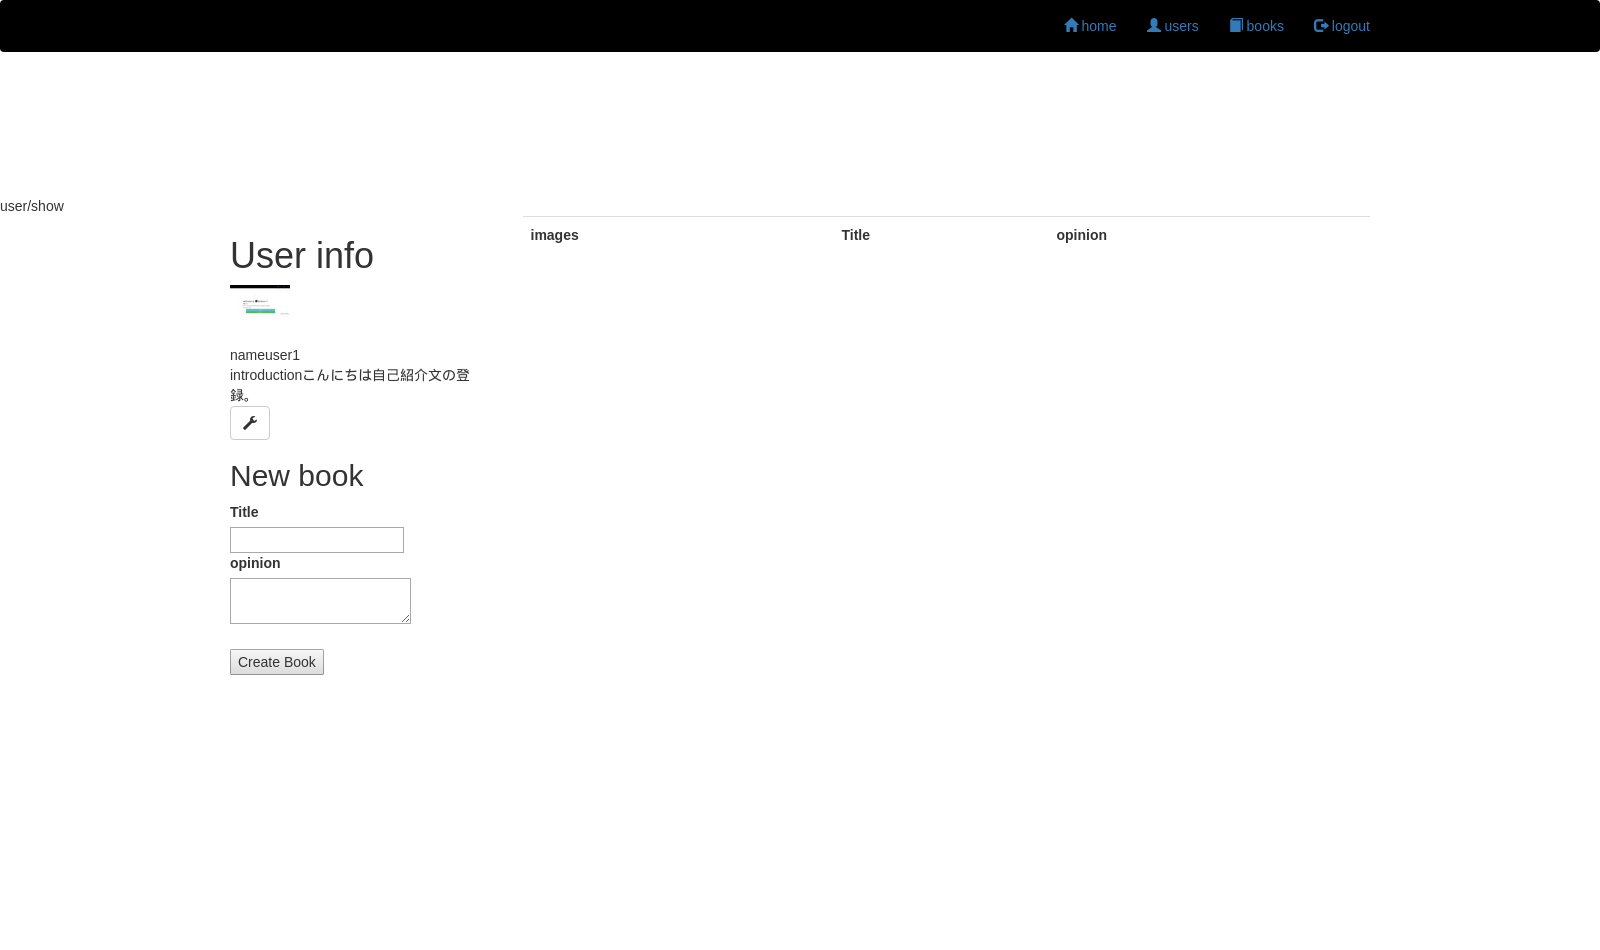 home users books logout
user/show
images Title opinion
User info
nameuser1
introductionこんにちは自己紹介文の登
録。
New book
Title
opinion
Create Book